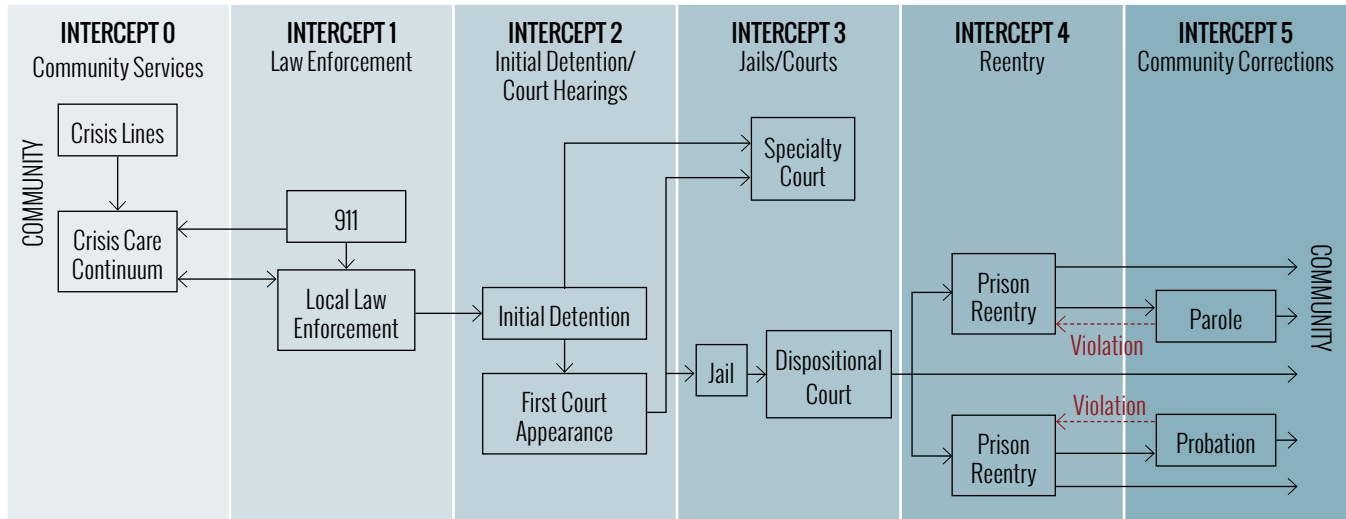 INTERCEPT 0
Community Services
INTERCEPT 1
Law Enforcement
INTERCEPT 2
Initial Detention/
Court Hearings
INTERCEPT 3
Jails/Courts
INTERCEPT 4
Reentry
INTERCEPT 5
Community Corrections
COMMUNITY
Crisis Lines
Crisis Care
Continuum
911
Local Law
Enforcement
Initial Detention
First Court
Appearance
Specialty
Court
Jail
Dispositional
Court
Prison
Reentry
Violation
Parole
Prison
Reentry
Violation
Probation
COMMUNITY